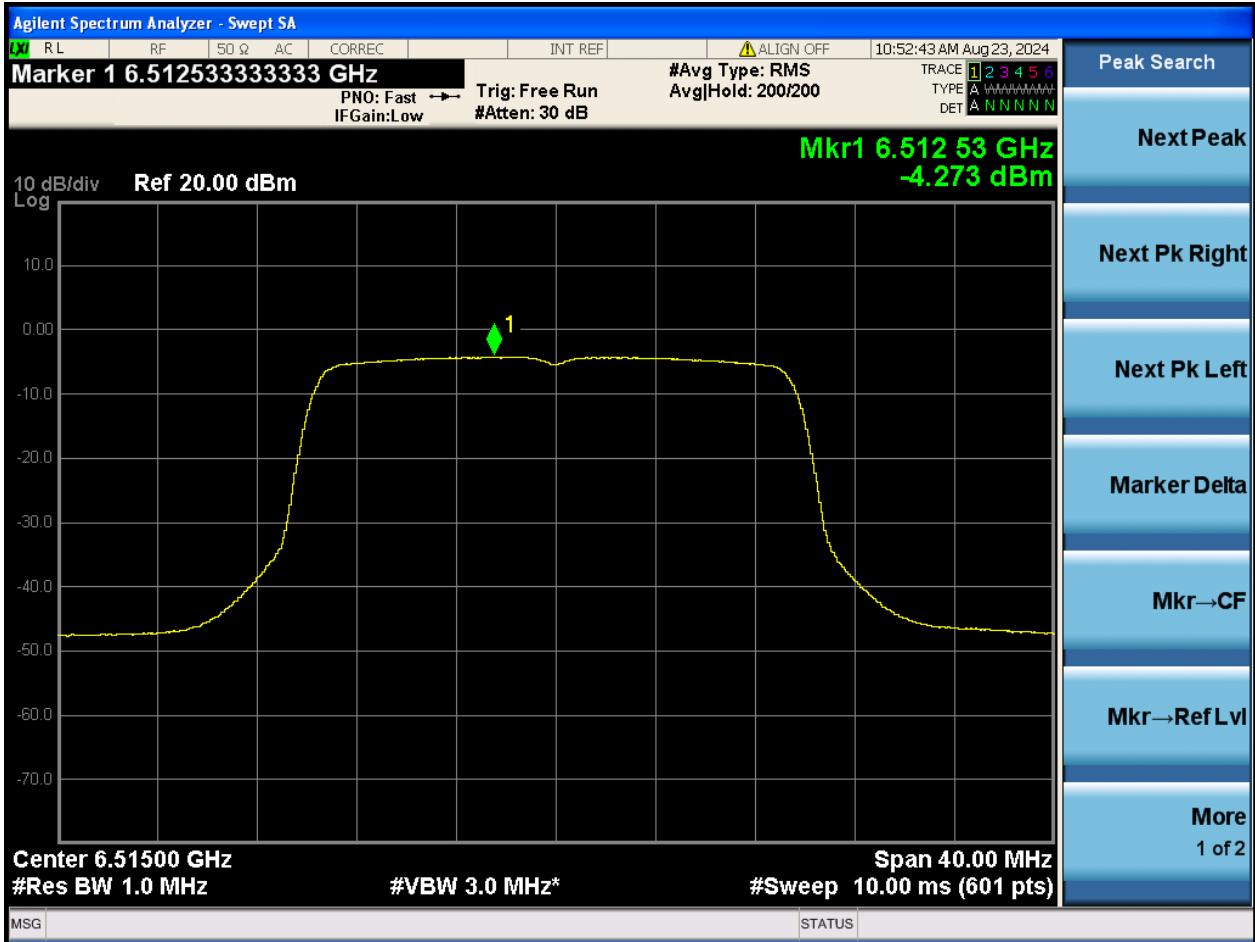 Agilent Spectrum Analyzer - Swept SA
LXI RL RF 50 Ω AC CORREC INT REF ALIGN OFF 10:52:43 AM Aug 23, 2024
Marker 1 6.512533333333 GHz
PNO: Fast
IFGain:Low
Trig: Free Run
#Atten: 30 dB
#Avg Type: RMS
Avg|Hold: 200/200
TRACE 1 2 3 4 5 6
TYPE A WWWWW
DET A N N N N N
Mkr1 6.512 53 GHz
-4.273 dBm
10 dB/div Ref 20.00 dBm
Log
10.0
0.00
-10.0
-20.0
-30.0
-40.0
-50.0
-60.0
-70.0
1
Center 6.51500 GHz Span 40.00 MHz
#Res BW 1.0 MHz #VBW 3.0 MHz* #Sweep 10.00 ms (601 pts)
MSG STATUS
Peak Search
Next Peak
Next Pk Right
Next Pk Left
Marker Delta
Mkr→CF
Mkr→Ref Lvl
More
1 of 2